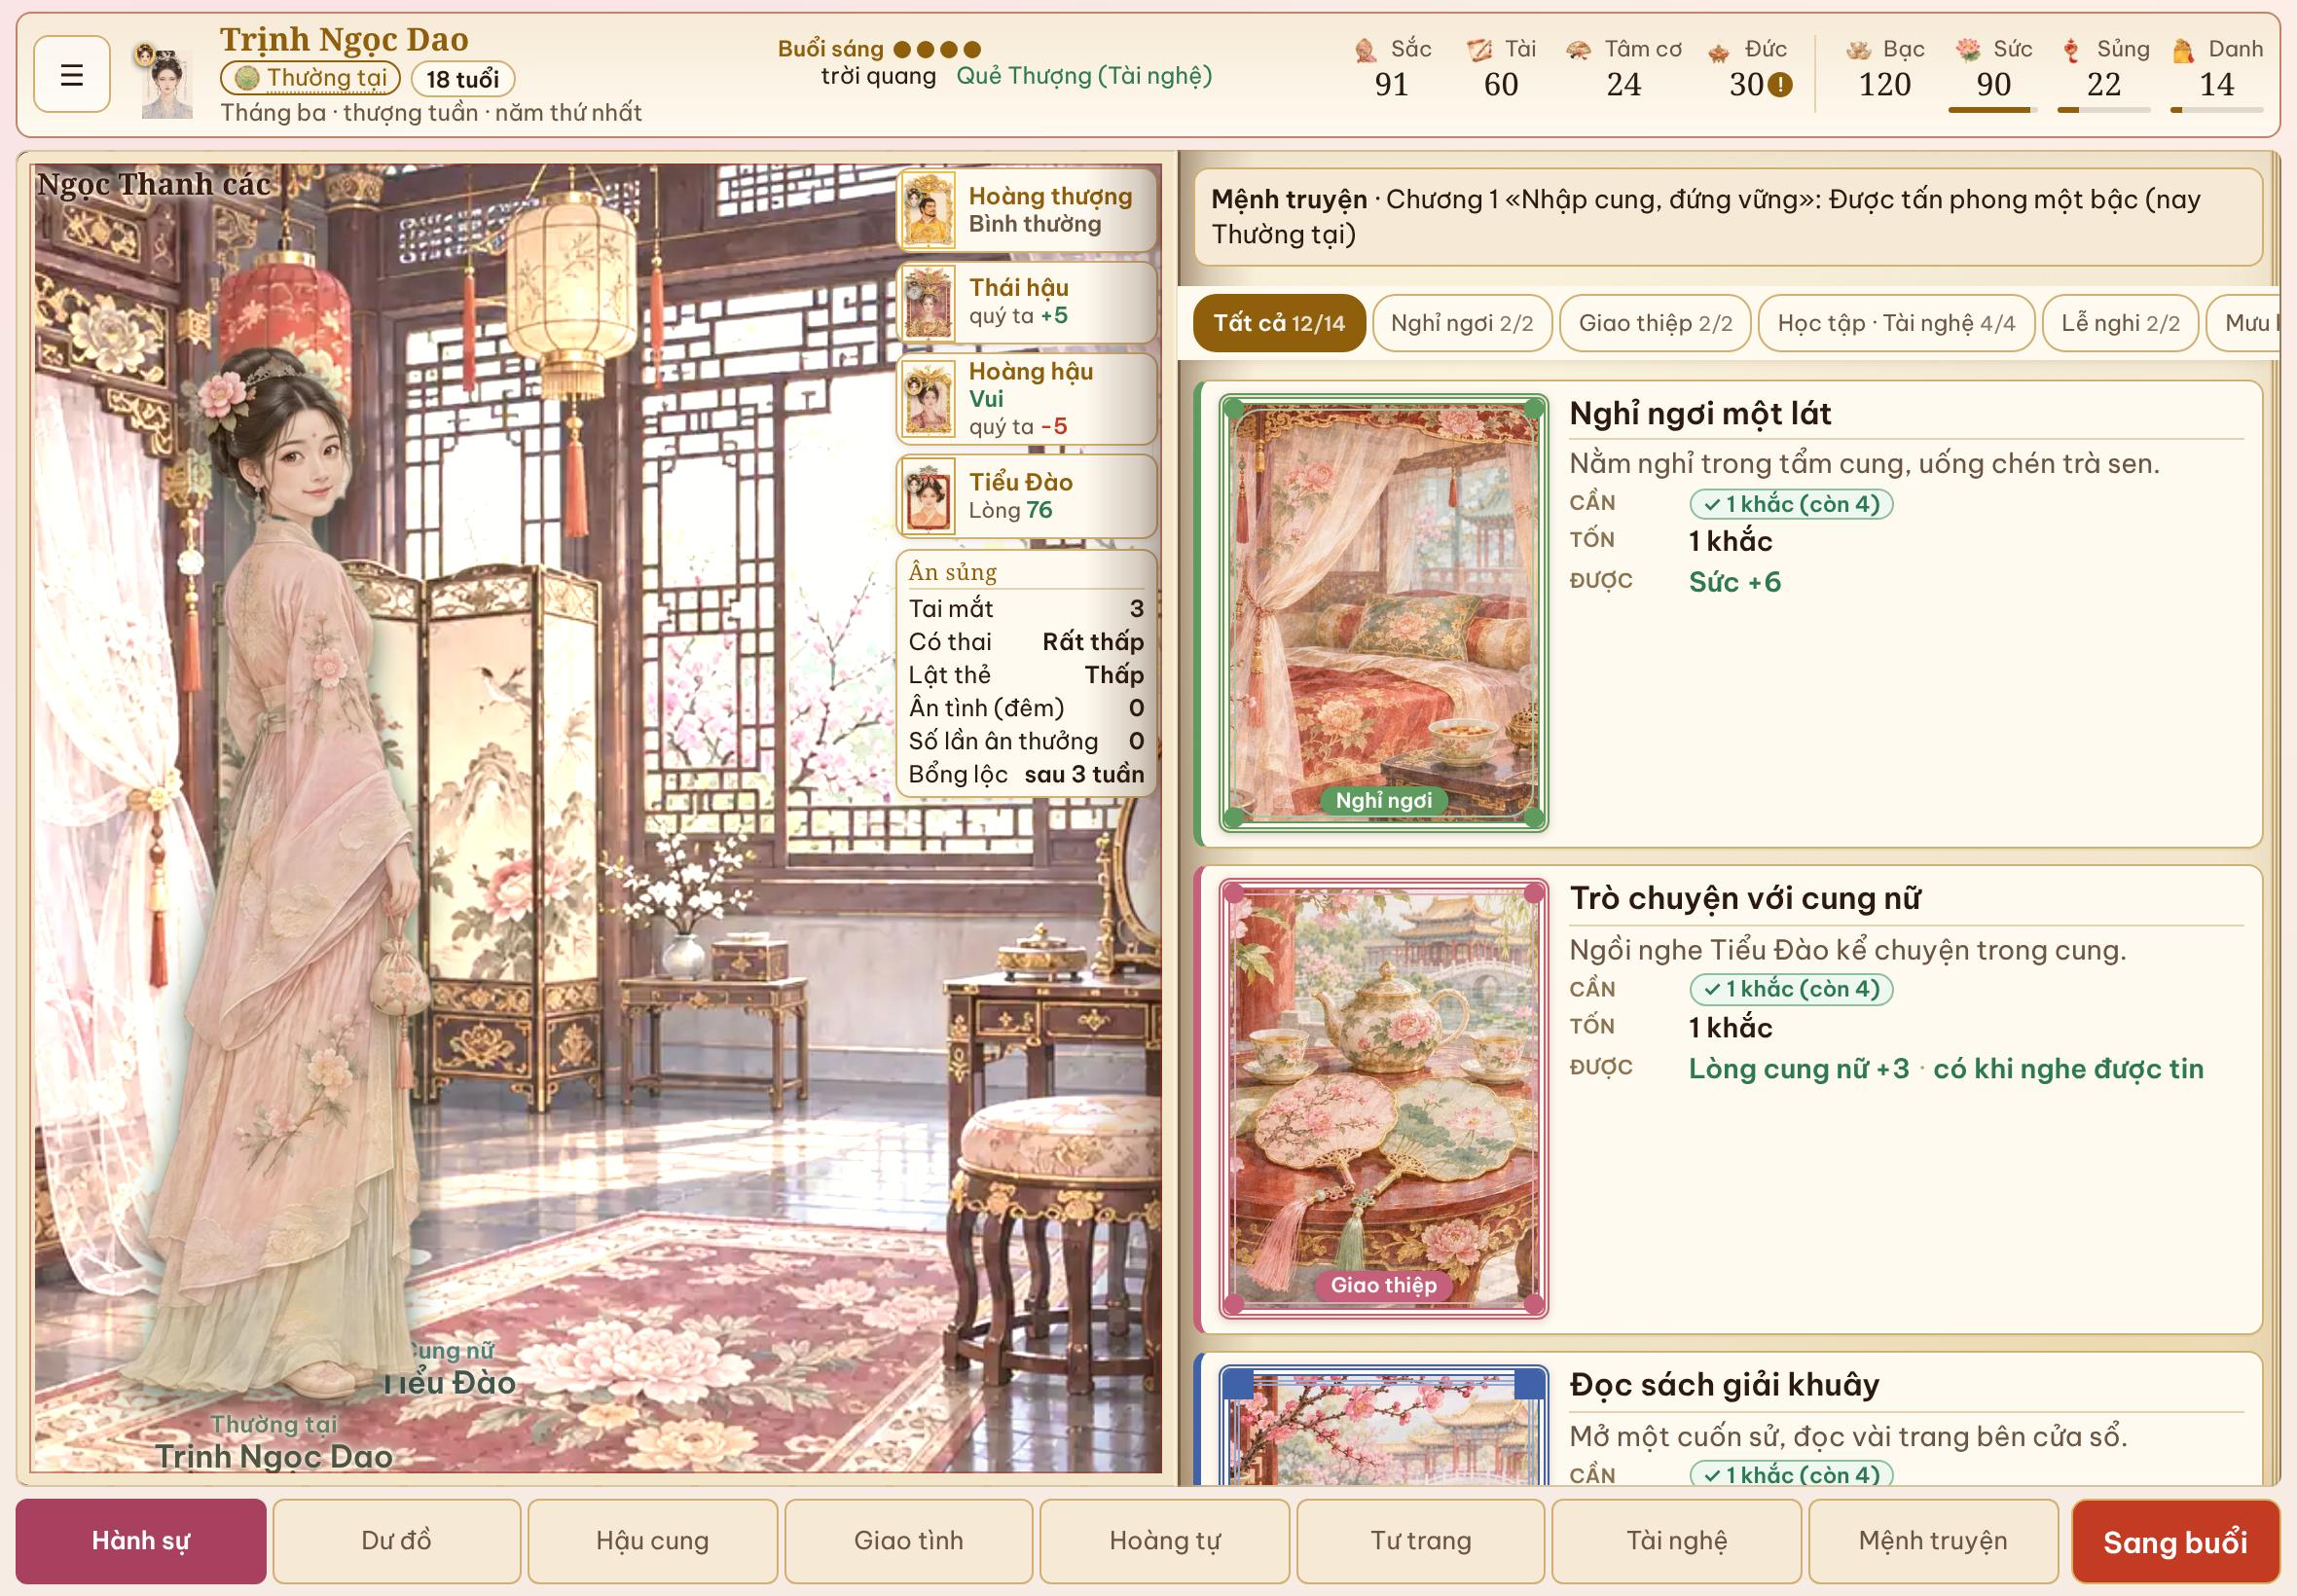 ☰
Trịnh Ngọc Dao
Thường tại 18 tuổi
Tháng ba · thượng tuần · năm thứ nhất
Buổi sáng
trời quang Quẻ Thượng (Tài nghệ)
Sắc Tài Tâm cơ Đức Bạc Sức Sủng Danh
91 60 24 30! 120 90 22 14
Ngọc Thanh các
Hoàng thượng
Bình thường
Thái hậu
quý ta +5
Hoàng hậu
Vui
quý ta -5
Tiểu Đào
Lòng 76
Ân sủng
Tai mắt 3
Có thai Rất thấp
Lật thẻ Thấp
Ân tình (đêm) 0
Số lần ân thưởng 0
Bổng lộc sau 3 tuần
Cung nữ
Tiểu Đào
Thường tại
Trịnh Ngọc Dao
Mệnh truyện · Chương 1 «Nhập cung, đứng vững»: Được tấn phong một bậc (nay
Thường tại)
Tất cả 12/14 Nghỉ ngơi 2/2 Giao thiệp 2/2 Học tập · Tài nghệ 4/4 Lễ nghi 2/2 Mưu
Nghỉ ngơi một lát
Nằm nghỉ trong tẩm cung, uống chén trà sen.
CẦN ✓ 1 khắc (còn 4)
TỐN 1 khắc
ĐƯỢC Sức +6
Nghỉ ngơi
Trò chuyện với cung nữ
Ngồi nghe Tiểu Đào kể chuyện trong cung.
CẦN ✓ 1 khắc (còn 4)
TỐN 1 khắc
ĐƯỢC Lòng cung nữ +3 · có khi nghe được tin
Giao thiệp
Đọc sách giải khuây
Mở một cuốn sử, đọc vài trang bên cửa sổ.
CẦN ✓ 1 khắc (còn 4)
Hành sự Dư đồ Hậu cung Giao tình Hoàng tự Tư trang Tài nghệ Mệnh truyện Sang buổi